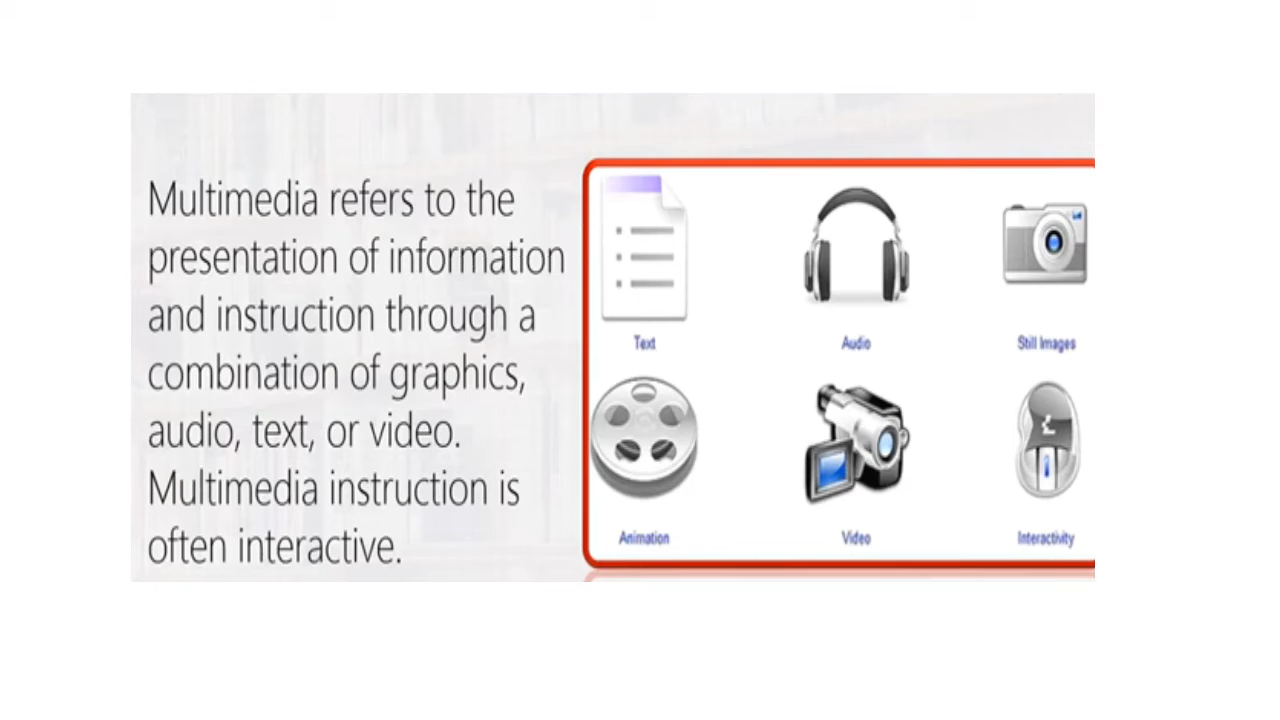 Multimedia refers to the
presentation of information
and instruction through a
combination of graphics,
audio, text, or video.
Multimedia instruction is
often interactive.
Text
Audio
Still Images
Animation
Video
Interactivity